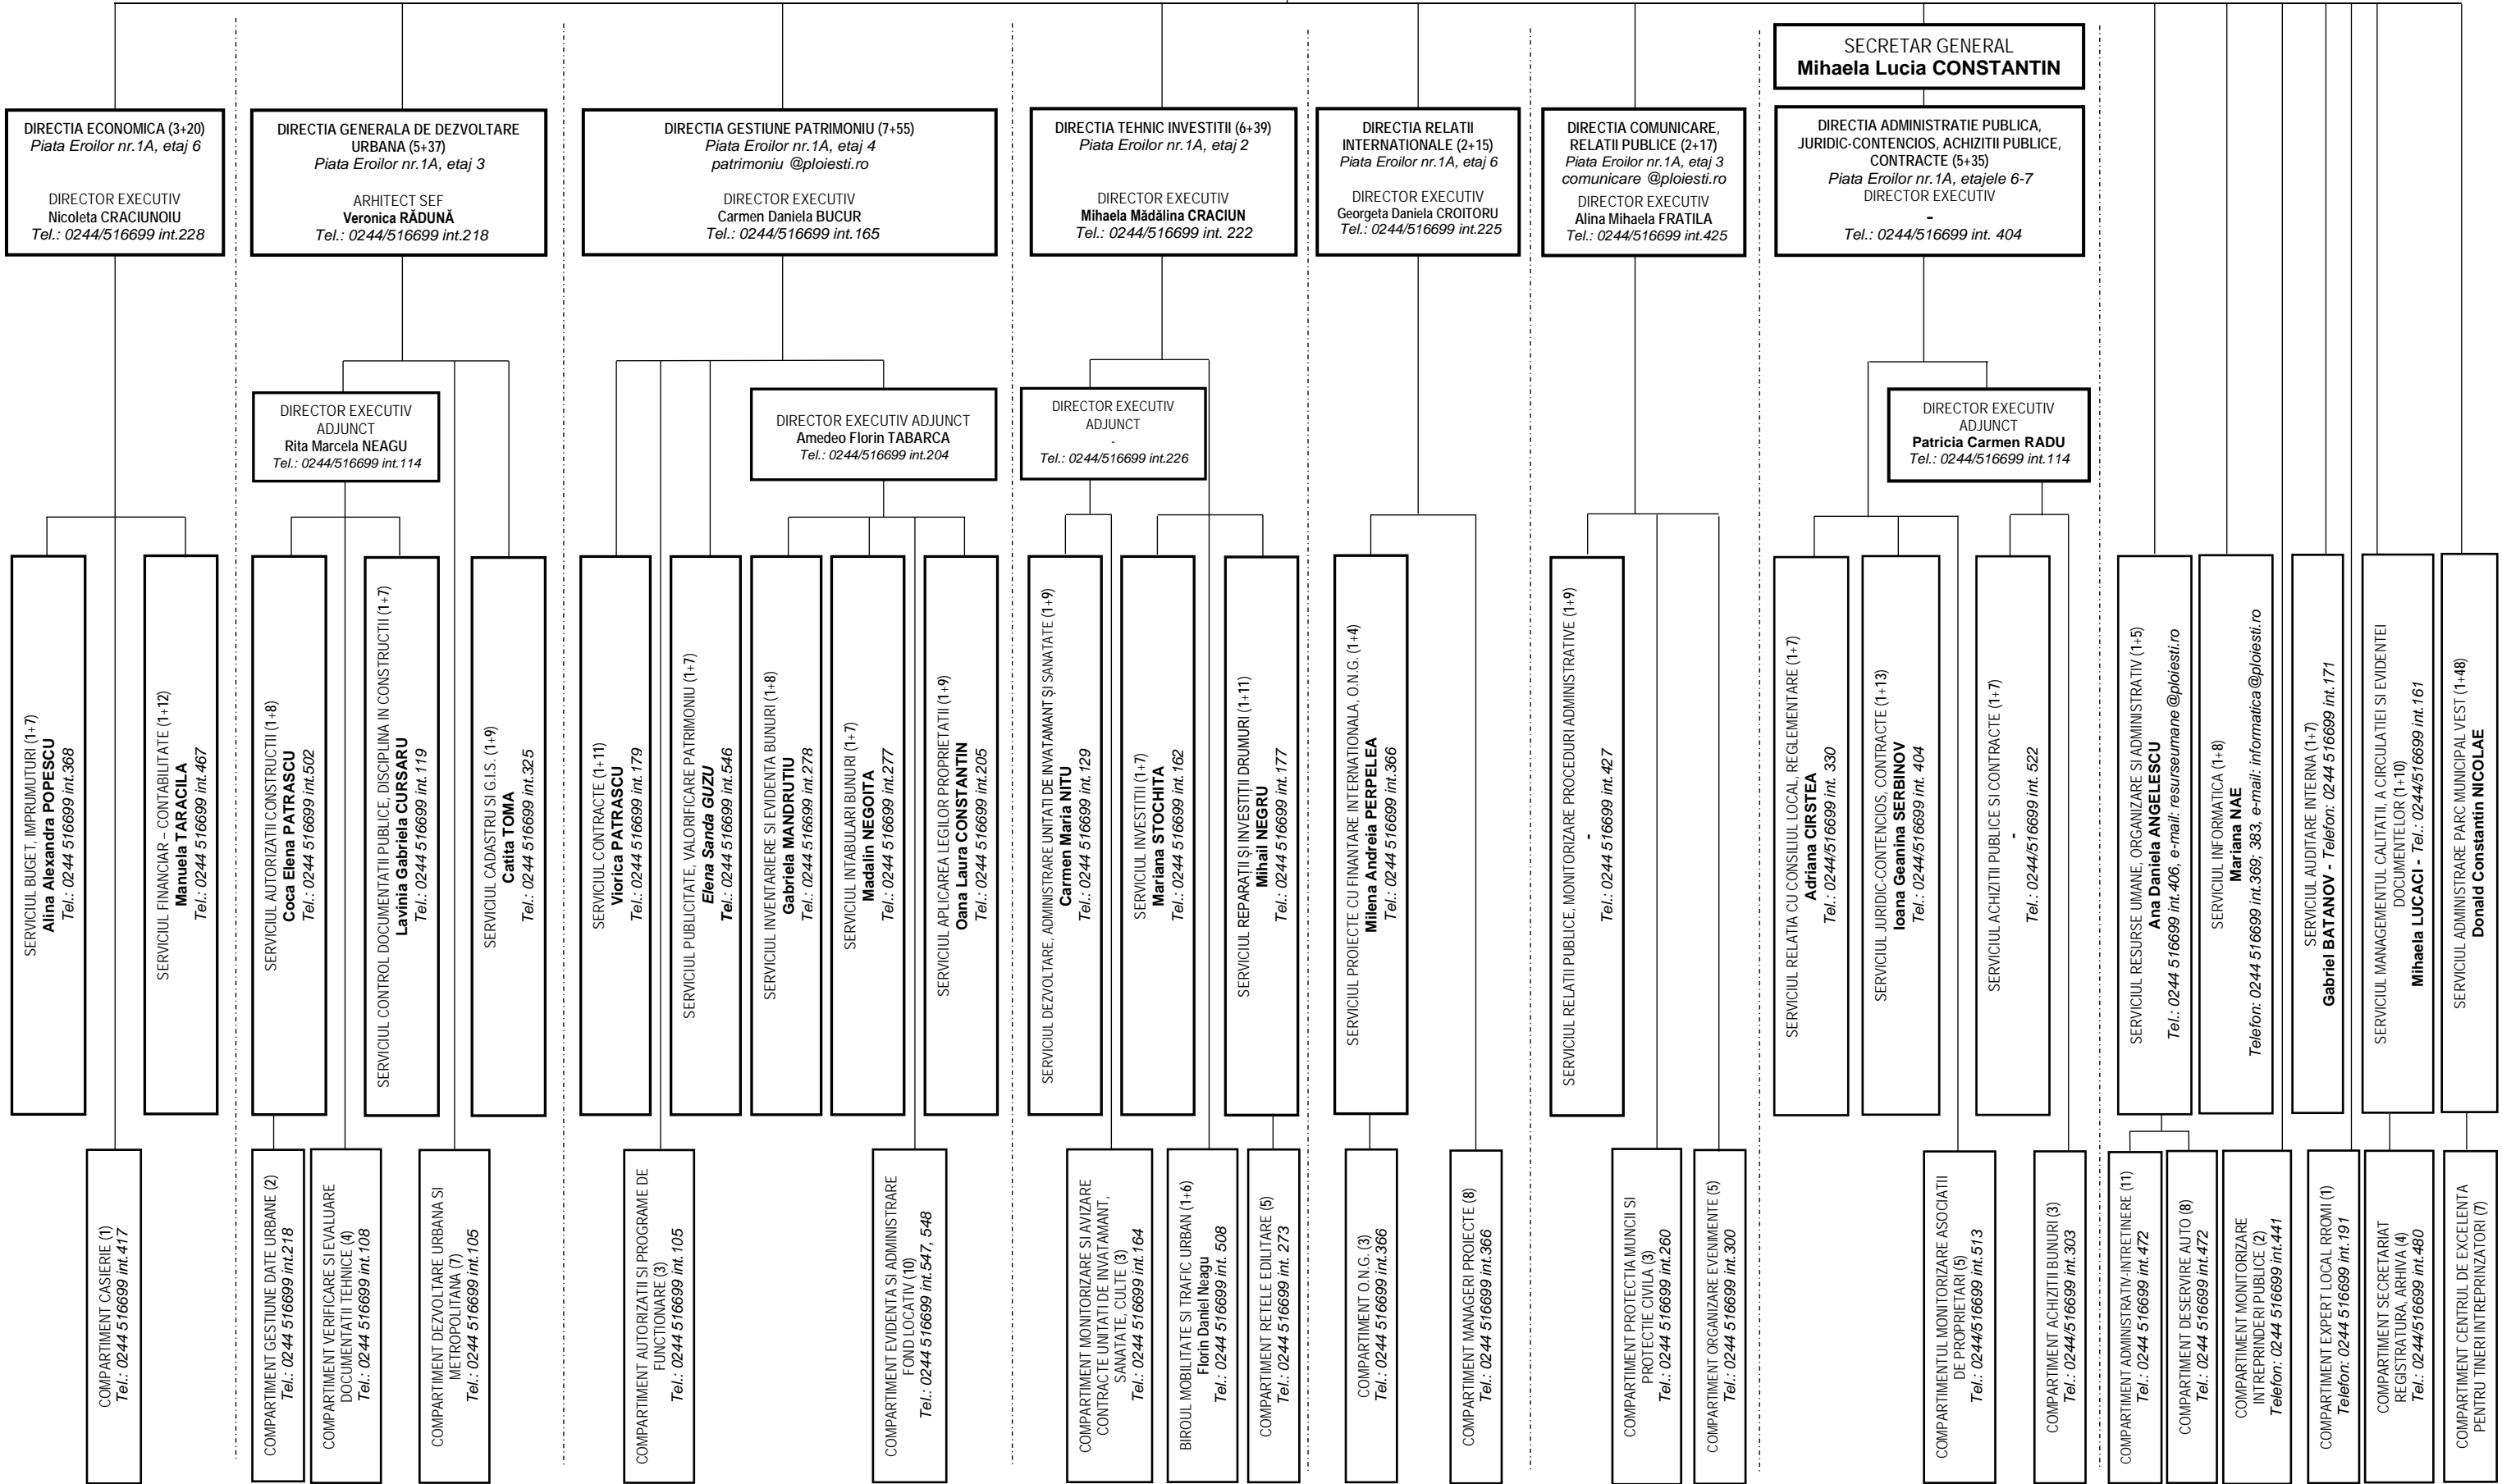 SECRETAR GENERAL
Mihaela Lucia CONSTANTIN
DIRECTIA ECONOMICA (3+20)
Piata Eroilor nr.1A, etaj 6
DIRECTOR EXECUTIV
Nicoleta CRACIUNOIU
Tel.: 0244/516699 int.228
DIRECTIA GENERALA DE DEZVOLTARE
URBANA (5+37)
Piata Eroilor nr.1A, etaj 3
ARHITECT SEF
Veronica RĂDUNĂ
Tel.: 0244/516699 int.218
DIRECTIA GESTIUNE PATRIMONIU (7+55)
Piata Eroilor nr.1A, etaj 4
patrimoniu @ploiesti.ro
DIRECTOR EXECUTIV
Carmen Daniela BUCUR
Tel.: 0244/516699 int.165
DIRECTIA TEHNIC INVESTITII (6+39)
Piata Eroilor nr.1A, etaj 2
DIRECTOR EXECUTIV
Mihaela Mădălina CRACIUN
Tel.: 0244/516699 int. 222
DIRECTIA RELATII
INTERNATIONALE (2+15)
Piata Eroilor nr.1A, etaj 6
DIRECTOR EXECUTIV
Georgeta Daniela CROITORU
Tel.: 0244/516699 int.225
DIRECTIA COMUNICARE,
RELATII PUBLICE (2+17)
Piata Eroilor nr.1A, etaj 3
comunicare @ploiesti.ro
DIRECTOR EXECUTIV
Alina Mihaela FRATILA
Tel.: 0244/516699 int.425
DIRECTIA ADMINISTRATIE PUBLICA,
JURIDIC-CONTENCIOS, ACHIZITII PUBLICE,
CONTRACTE (5+35)
Piata Eroilor nr.1A, etajele 6-7
DIRECTOR EXECUTIV
-
Tel.: 0244/516699 int. 404
DIRECTOR EXECUTIV
ADJUNCT
Rita Marcela NEAGU
Tel.: 0244/516699 int.114
DIRECTOR EXECUTIV ADJUNCT
Amedeo Florin TABARCA
Tel.: 0244/516699 int.204
DIRECTOR EXECUTIV
ADJUNCT
-
Tel.: 0244/516699 int.226
DIRECTOR EXECUTIV
ADJUNCT
Patricia Carmen RADU
Tel.: 0244/516699 int.114
SERVICIUL BUGET, IMPRUMUTURI (1+7)
Alina Alexandra POPESCU
Tel.: 0244 516699 int.368
SERVICIUL FINANCIAR – CONTABILITATE (1+12)
Manuela TARACILA
Tel.: 0244 516699 int.467
SERVICIUL AUTORIZATII CONSTRUCTII (1+8)
Coca Elena PATRASCU
Tel.: 0244 516699 int.502
SERVICIUL CONTROL DOCUMENTATII PUBLICE, DISCIPLINA IN CONSTRUCTII (1+7)
Lavinia Gabriela CURSARU
Tel.: 0244 516699 int.119
SERVICIUL CADASTRU SI G.I.S. (1+9)
Catita TOMA
Tel.: 0244 516699 int.325
SERVICIUL CONTRACTE (1+11)
Viorica PATRASCU
Tel.: 0244 516699 int.179
SERVICIUL PUBLICITATE, VALORIFICARE PATRIMONIU (1+7)
Elena Sanda GUZU
Tel.: 0244 516699 int.546
SERVICIUL INVENTARIERE SI EVIDENTA BUNURI (1+8)
Gabriela MANDRUTIU
Tel.: 0244 516699 int.278
SERVICIUL INTABULARI BUNURI (1+7)
Madalin NEGOITA
Tel.: 0244 516699 int.277
SERVICIUL APLICAREA LEGILOR PROPRIETATII (1+9)
Oana Laura CONSTANTIN
Tel.: 0244 516699 int.205
SERVICIUL DEZVOLTARE, ADMINISTRARE UNITATI DE INVATAMANT ȘI SANATATE (1+9)
Carmen Maria NITU
Tel.: 0244 516699 int.129
SERVICIUL INVESTITII (1+7)
Mariana STOCHITA
Tel.: 0244 516699 int.162
SERVICIUL REPARAȚII ȘI INVESTIȚII DRUMURI (1+11)
Mihail NEGRU
Tel.: 0244 516699 int.177
SERVICIUL PROIECTE CU FINANTARE INTERNATIONALA, O.N.G. (1+4)
Milena Andreia PERPELEA
Tel.: 0244 516699 int.366
SERVICIUL RELATII PUBLICE, MONITORIZARE PROCEDURI ADMINISTRATIVE (1+9)
-
Tel.: 0244 516699 int.427
SERVICIUL RELATIA CU CONSILIUL LOCAL, REGLEMENTARE (1+7)
Adriana CIRSTEA
Tel.: 0244/516699 int. 330
SERVICIUL JURIDIC-CONTENCIOS, CONTRACTE (1+13)
Ioana Geanina SERBINOV
Tel.: 0244/516699 int. 404
SERVICIUL ACHIZITII PUBLICE SI CONTRACTE (1+7)
-
Tel.: 0244/516699 int. 522
SERVICIUL RESURSE UMANE, ORGANIZARE SI ADMINISTRATIV (1+5)
Ana Daniela ANGELESCU
Tel.: 0244 516699 int.406, e-mail: resurseumane @ploiesti.ro
SERVICIUL INFORMATICA (1+8)
Mariana NAE
Telefon: 0244 516699 int.369; 383, e-mail: informatica @ploiesti.ro
SERVICIUL AUDITARE INTERNA (1+7)
Gabriel BATANOV - Telefon: 0244 516699 int.171
SERVICIUL MANAGEMENTUL CALITATII, A CIRCULATIEI SI EVIDENTEI
DOCUMENTELOR (1+10)
Mihaela LUCACI - Tel.: 0244/516699 int.161
SERVICIUL ADMINISTRARE PARC MUNICIPAL VEST (1+48)
Donald Constantin NICOLAE
COMPARTIMENT CASIERIE (1)
Tel.: 0244 516699 int.417
COMPARTIMENT GESTIUNE DATE URBANE (2)
Tel.: 0244 516699 int.218
COMPARTIMENT VERIFICARE SI EVALUARE
DOCUMENTATII TEHNICE (4)
Tel.: 0244 516699 int.108
COMPARTIMENT DEZVOLTARE URBANA SI
METROPOLITANA (7)
Tel.: 0244 516699 int.105
COMPARTIMENT AUTORIZATII SI PROGRAME DE
FUNCTIONARE (3)
Tel.: 0244 516699 int.105
COMPARTIMENT EVIDENTA SI ADMINISTRARE
FOND LOCATIV (10)
Tel.: 0244 516699 int.547, 548
COMPARTIMENT MONITORIZARE SI AVIZARE
CONTRACTE UNITATI DE INVATAMANT,
SANATATE, CULTE (3)
Tel.: 0244 516699 int.164
BIROUL MOBILITATE SI TRAFIC URBAN (1+6)
Florin Daniel Neagu
Tel.: 0244 516699 int. 508
COMPARTIMENT RETELE EDILITARE (5)
Tel.: 0244 516699 int. 273
COMPARTIMENT O.N.G. (3)
Tel.: 0244 516699 int.366
COMPARTIMENT MANAGERI PROIECTE (8)
Tel.: 0244 516699 int.366
COMPARTIMENT PROTECTIA MUNCII SI
PROTECTIE CIVILA (3)
Tel.: 0244 516699 int.260
COMPARTIMENT ORGANIZARE EVENIMENTE (5)
Tel.: 0244 516699 int.300
COMPARTIMENTUL MONITORIZARE ASOCIATII
DE PROPRIETARI (5)
Tel.: 0244/516699 int.513
COMPARTIMENT ACHIZITII BUNURI (3)
Tel.: 0244/516699 int.303
COMPARTIMENT ADMINISTRATIV-INTRETINERE (11)
Tel.: 0244 516699 int.472
COMPARTIMENT DESERVIRE AUTO (8)
Tel.: 0244 516699 int.472
COMPARTIMENT MONITORIZARE
INTREPRINDERI PUBLICE (2)
Telefon: 0244 516699 int.441
COMPARTIMENT EXPERT LOCAL RROMI (1)
Telefon: 0244 516699 int.191
COMPARTIMENT SECRETARIAT
REGISTRATURA, ARHIVA (4)
Tel.: 0244/516699 int.480
COMPARTIMENT CENTRUL DE EXCELENTA
PENTRU TINERI INTREPRINZATORI (7)